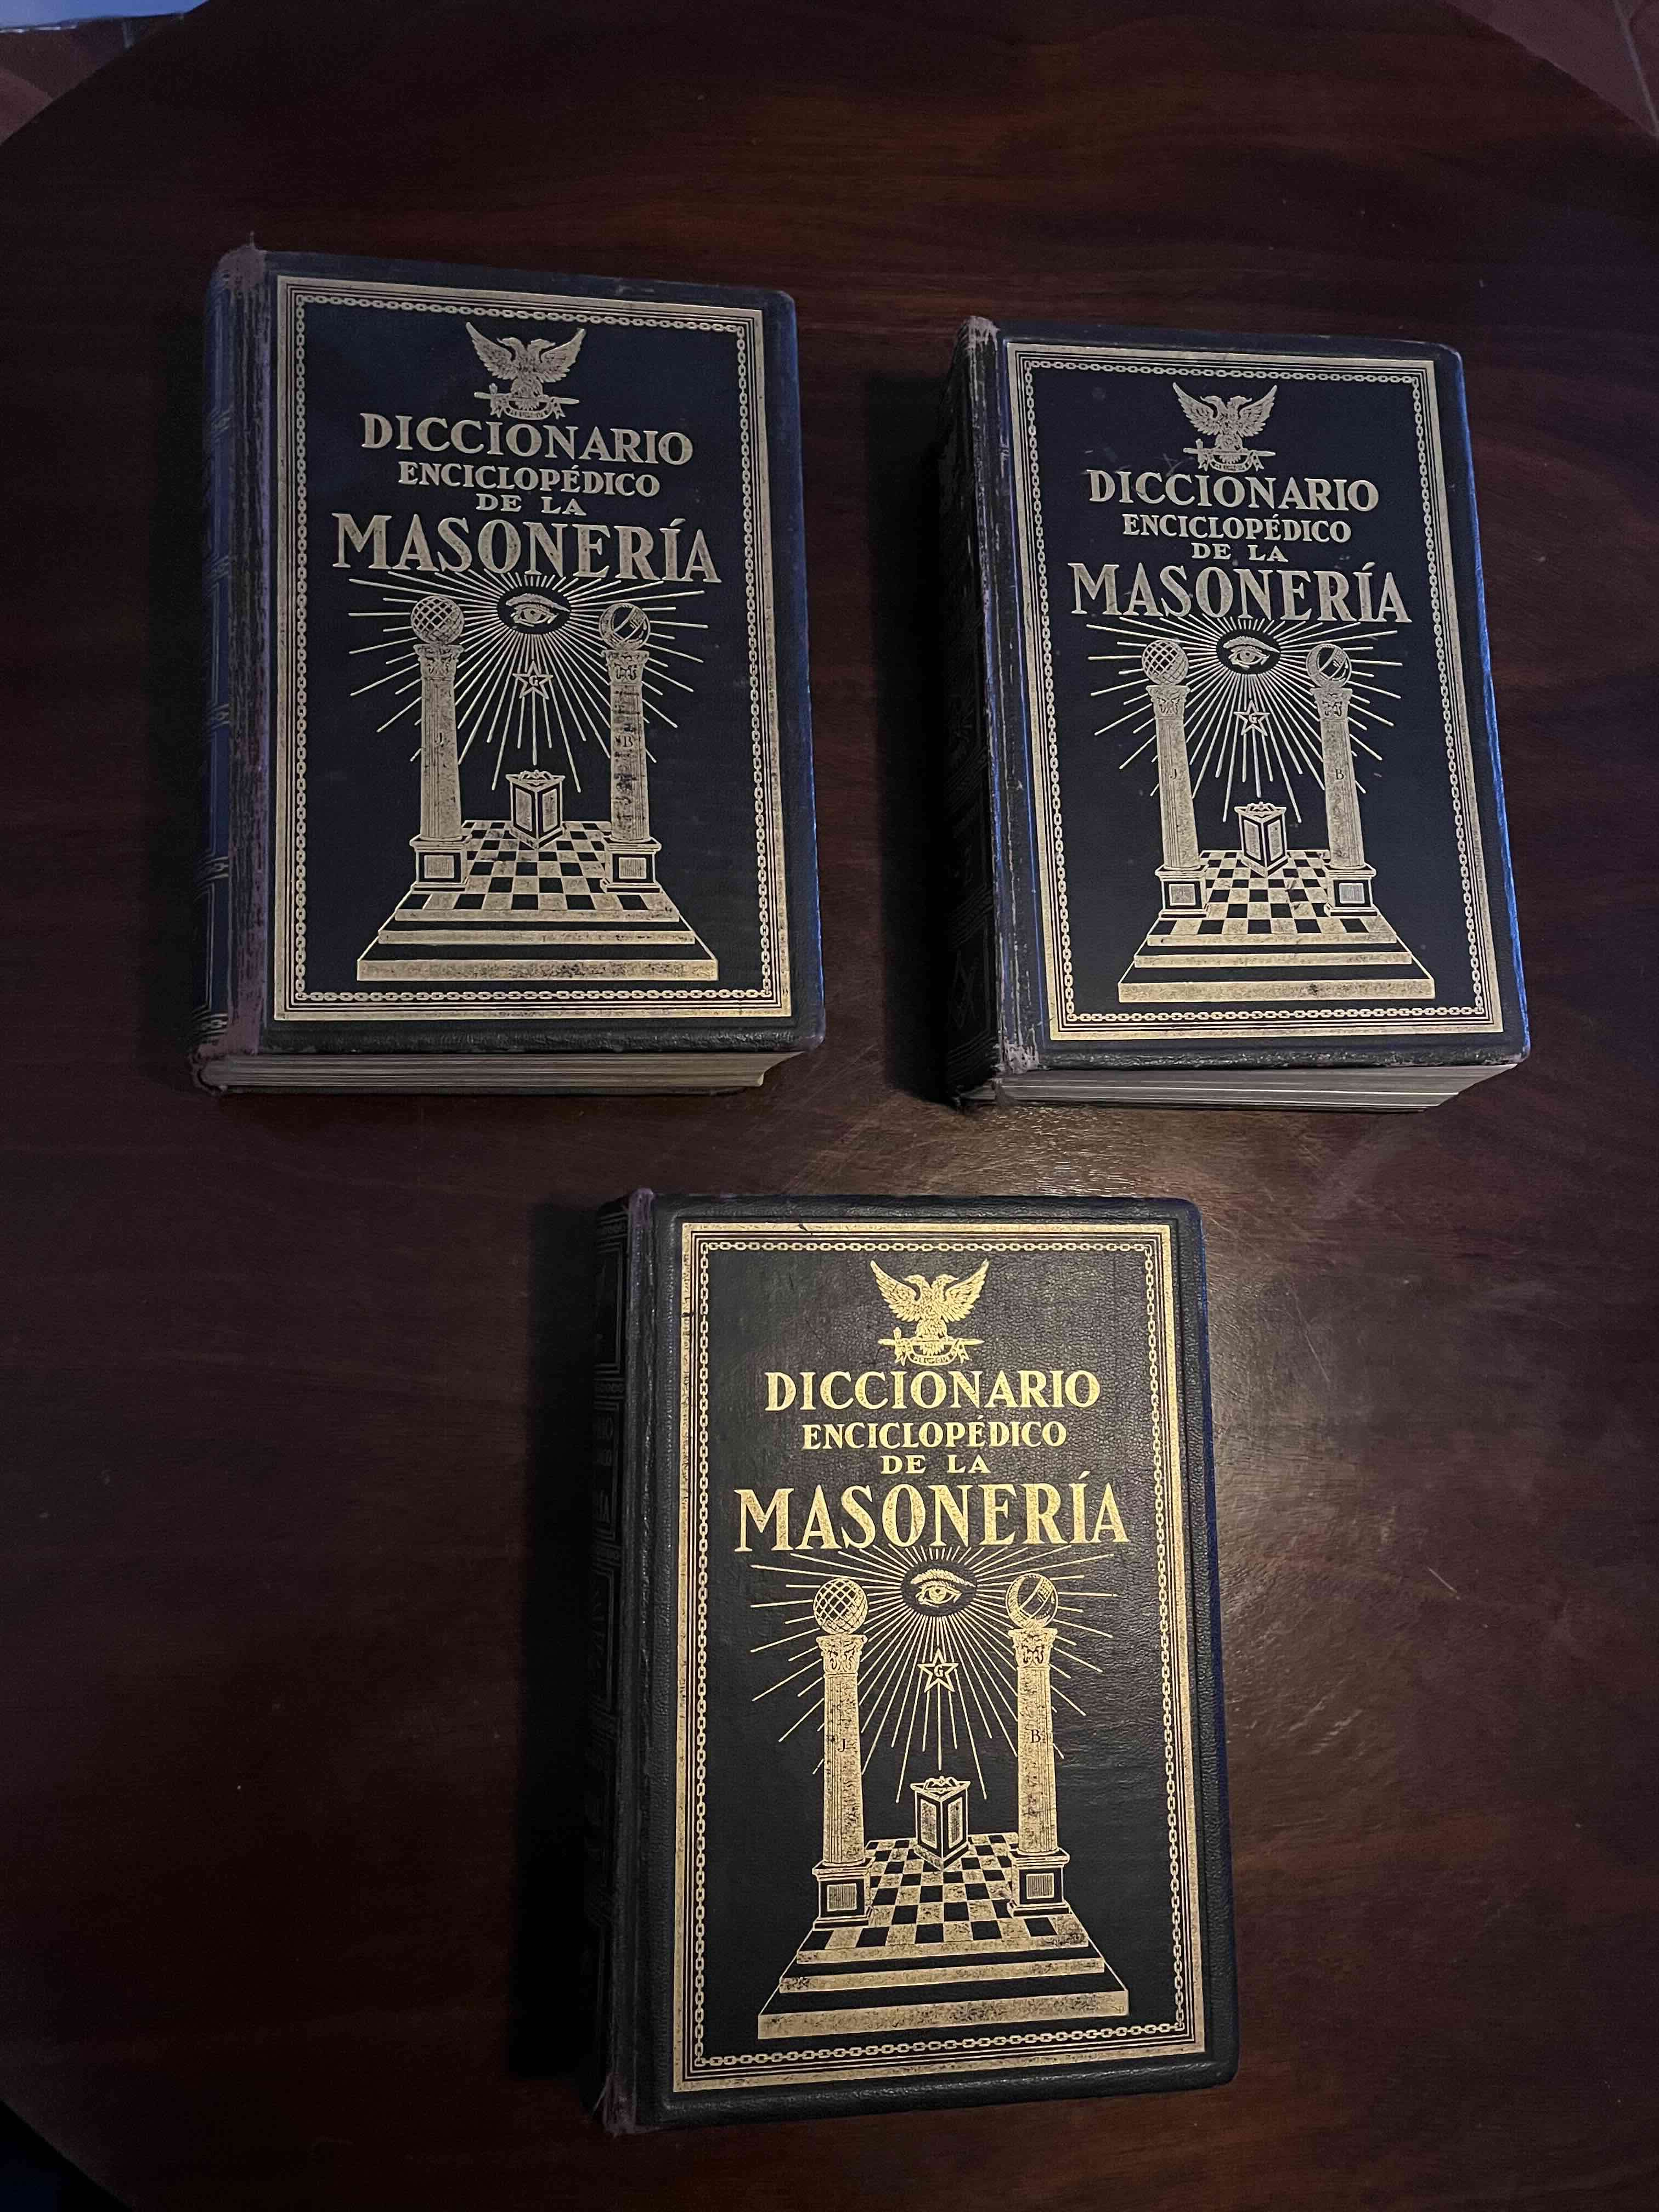 DICCIONARIO
ENCICLOPÉDICO
DE LA
MASONERÍA
G
J.
B.
DICCIONARIO
ENCICLOPÉDICO
DE LA
MASONERÍA
G
J.
B
DICCIONARIO
ENCICLOPÉDICO
DE LA
MASONERÍA
G
J.
B.